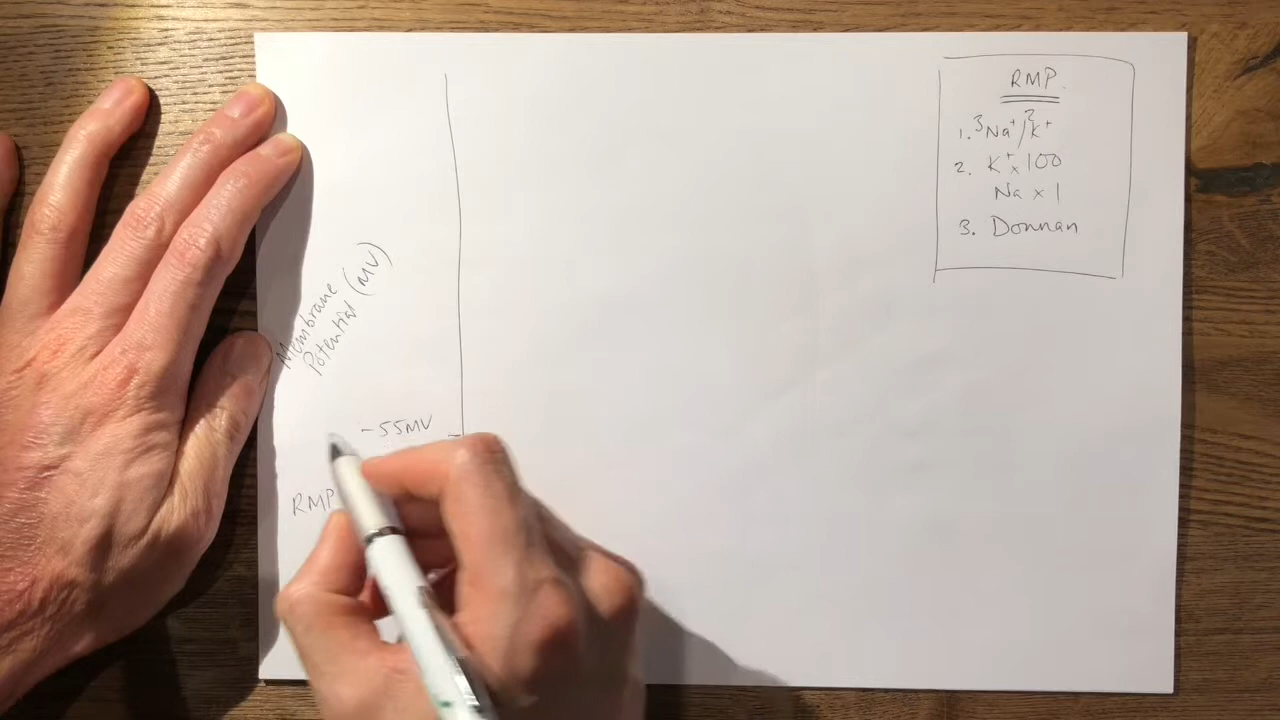 RMP.
1. 3Na⁺/2K⁺
2. K⁺ x 100
Na x 1
3. Donnan
Membrane
Potential (MV)
-55MV
RMP